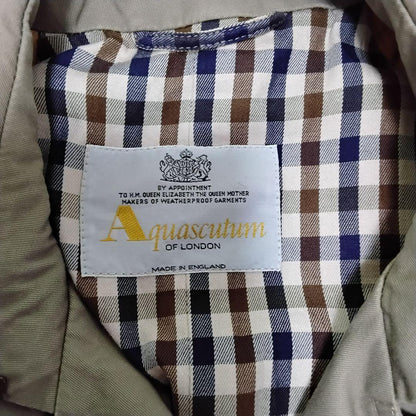 BY APPOINTMENT
TO H.M. QUEEN ELIZABETH THE QUEEN MOTHER
MAKERS OF WEATHERPROOF GARMENTS
Aquascutum
OF LONDON
MADE IN ENGLAND